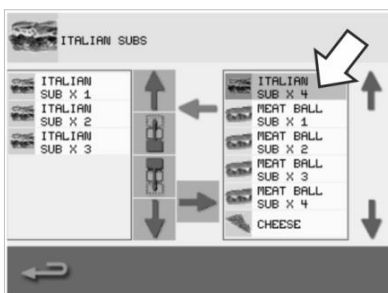 ITALIAN SUBS
ITALIAN
SUB X 1
ITALIAN
SUB X 2
ITALIAN
SUB X 3
ITALIAN
SUB X 4
MEAT BALL
SUB X 1
MEAT BALL
SUB X 2
MEAT BALL
SUB X 3
MEAT BALL
SUB X 4
CHEESE